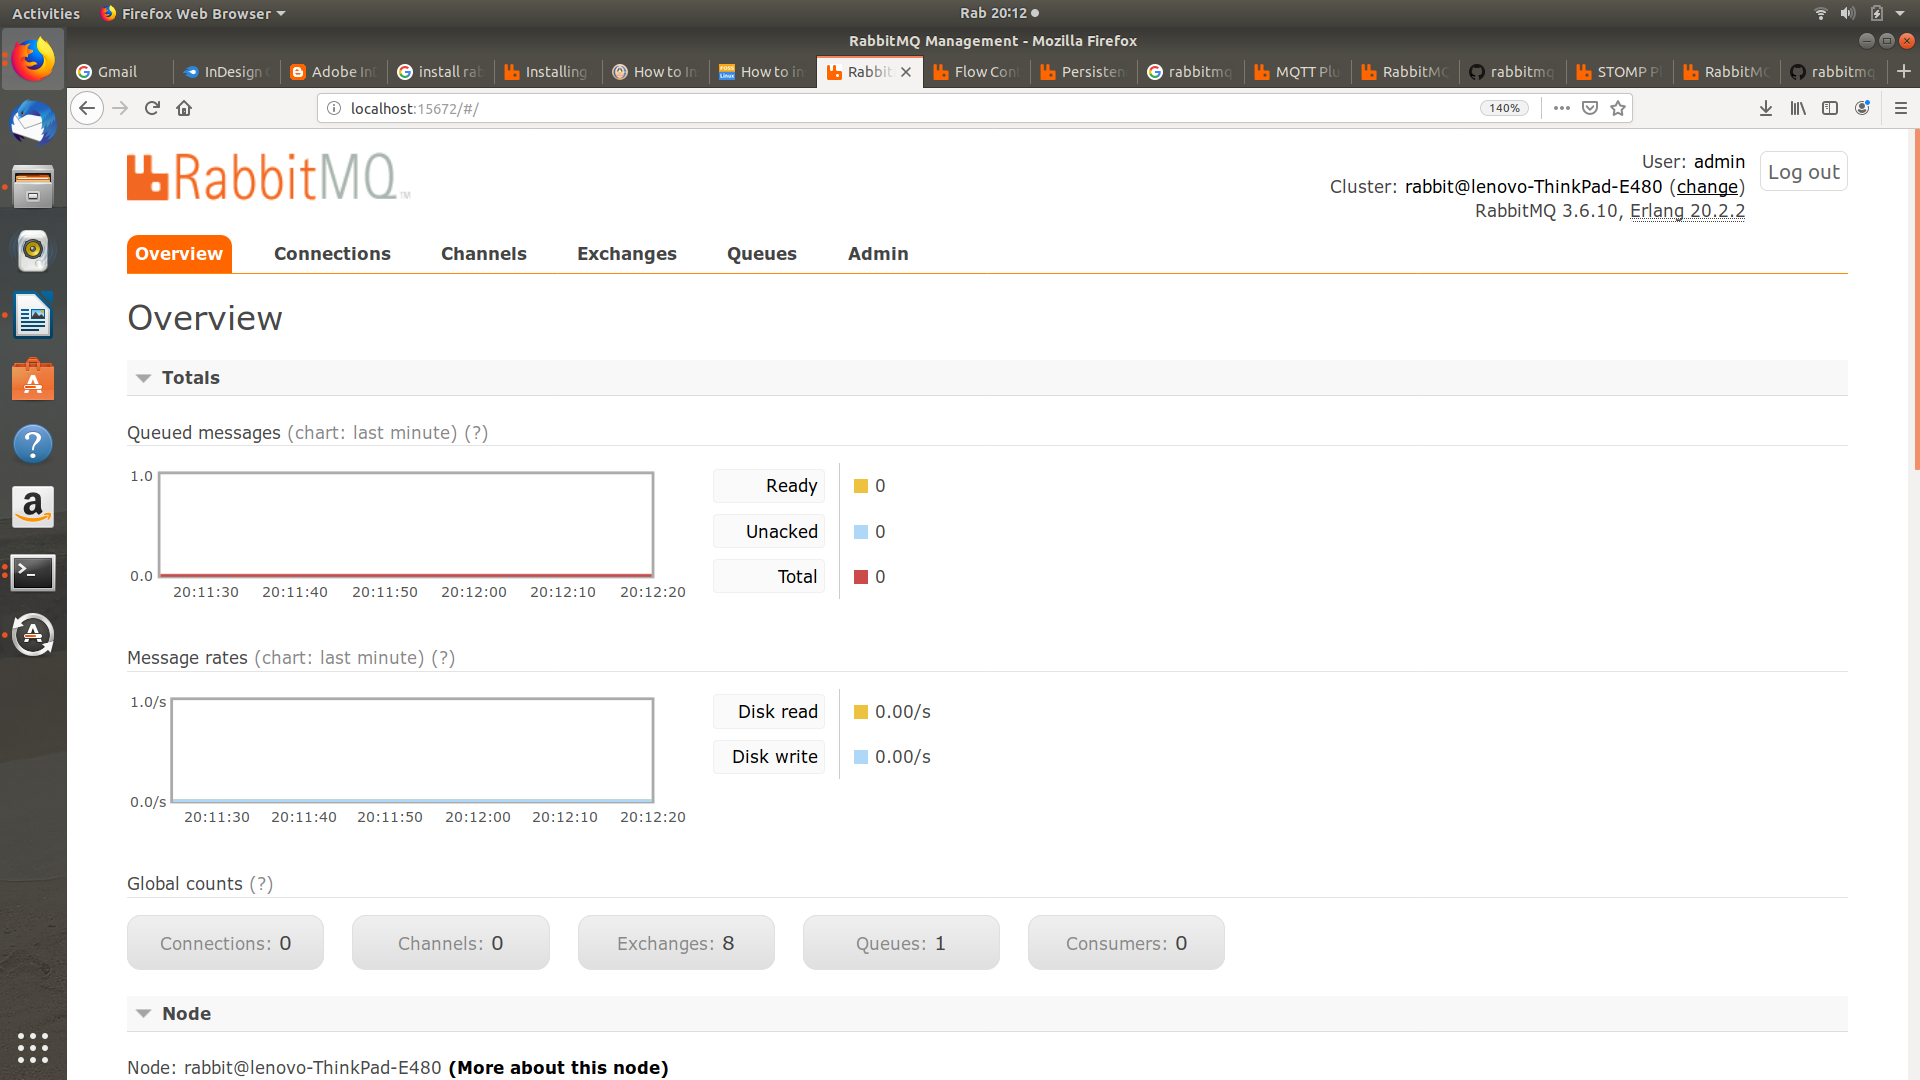 Activities Firefox Web Browser Rab 20:12
RabbitMQ Management - Mozilla Firefox
Gmail InDesign Adobe In install rab Installing How to In How to in Rabbit Flow Con Persisten rabbitmq MQTT Plu RabbitMQ rabbitmq STOMP P RabbitMQ rabbitmq
localhost:15672/#/ 140%
RabbitMQ™
User: admin Log out
Cluster: rabbit@lenovo-ThinkPad-E480 (change)
RabbitMQ 3.6.10, Erlang 20.2.2
Overview Connections Channels Exchanges Queues Admin
Overview
Totals
Queued messages (chart: last minute) (?)
1.0
0.0
20:11:30 20:11:40 20:11:50 20:12:00 20:12:10 20:12:20
Ready 0
Unacked 0
Total 0
Message rates (chart: last minute) (?)
1.0/s
0.0/s
20:11:30 20:11:40 20:11:50 20:12:00 20:12:10 20:12:20
Disk read 0.00/s
Disk write 0.00/s
Global counts (?)
Connections: 0 Channels: 0 Exchanges: 8 Queues: 1 Consumers: 0
Node
Node: rabbit@lenovo-ThinkPad-E480 (More about this node)